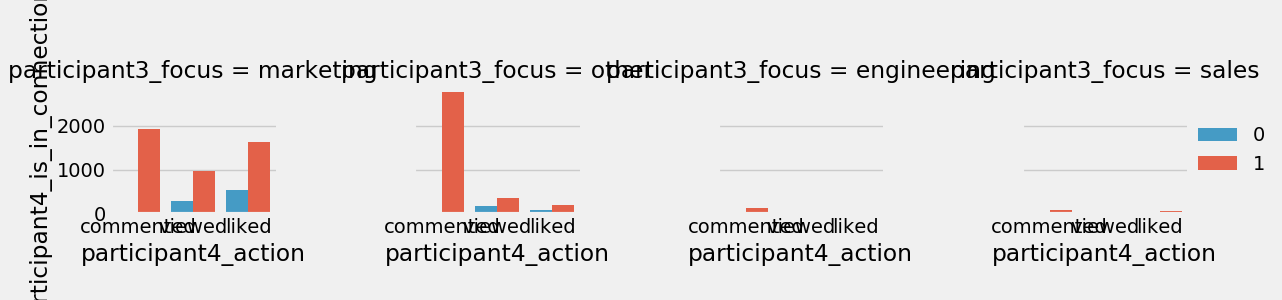 participant3_focus = marketing
participant3_focus = other
participant3_focus = engineering
participant3_focus = sales
rticipant4_is_in_connection
2000
1000
0
0
1
commented viewed liked
commented viewed liked
commented viewed liked
commented viewed liked
participant4_action
participant4_action
participant4_action
participant4_action